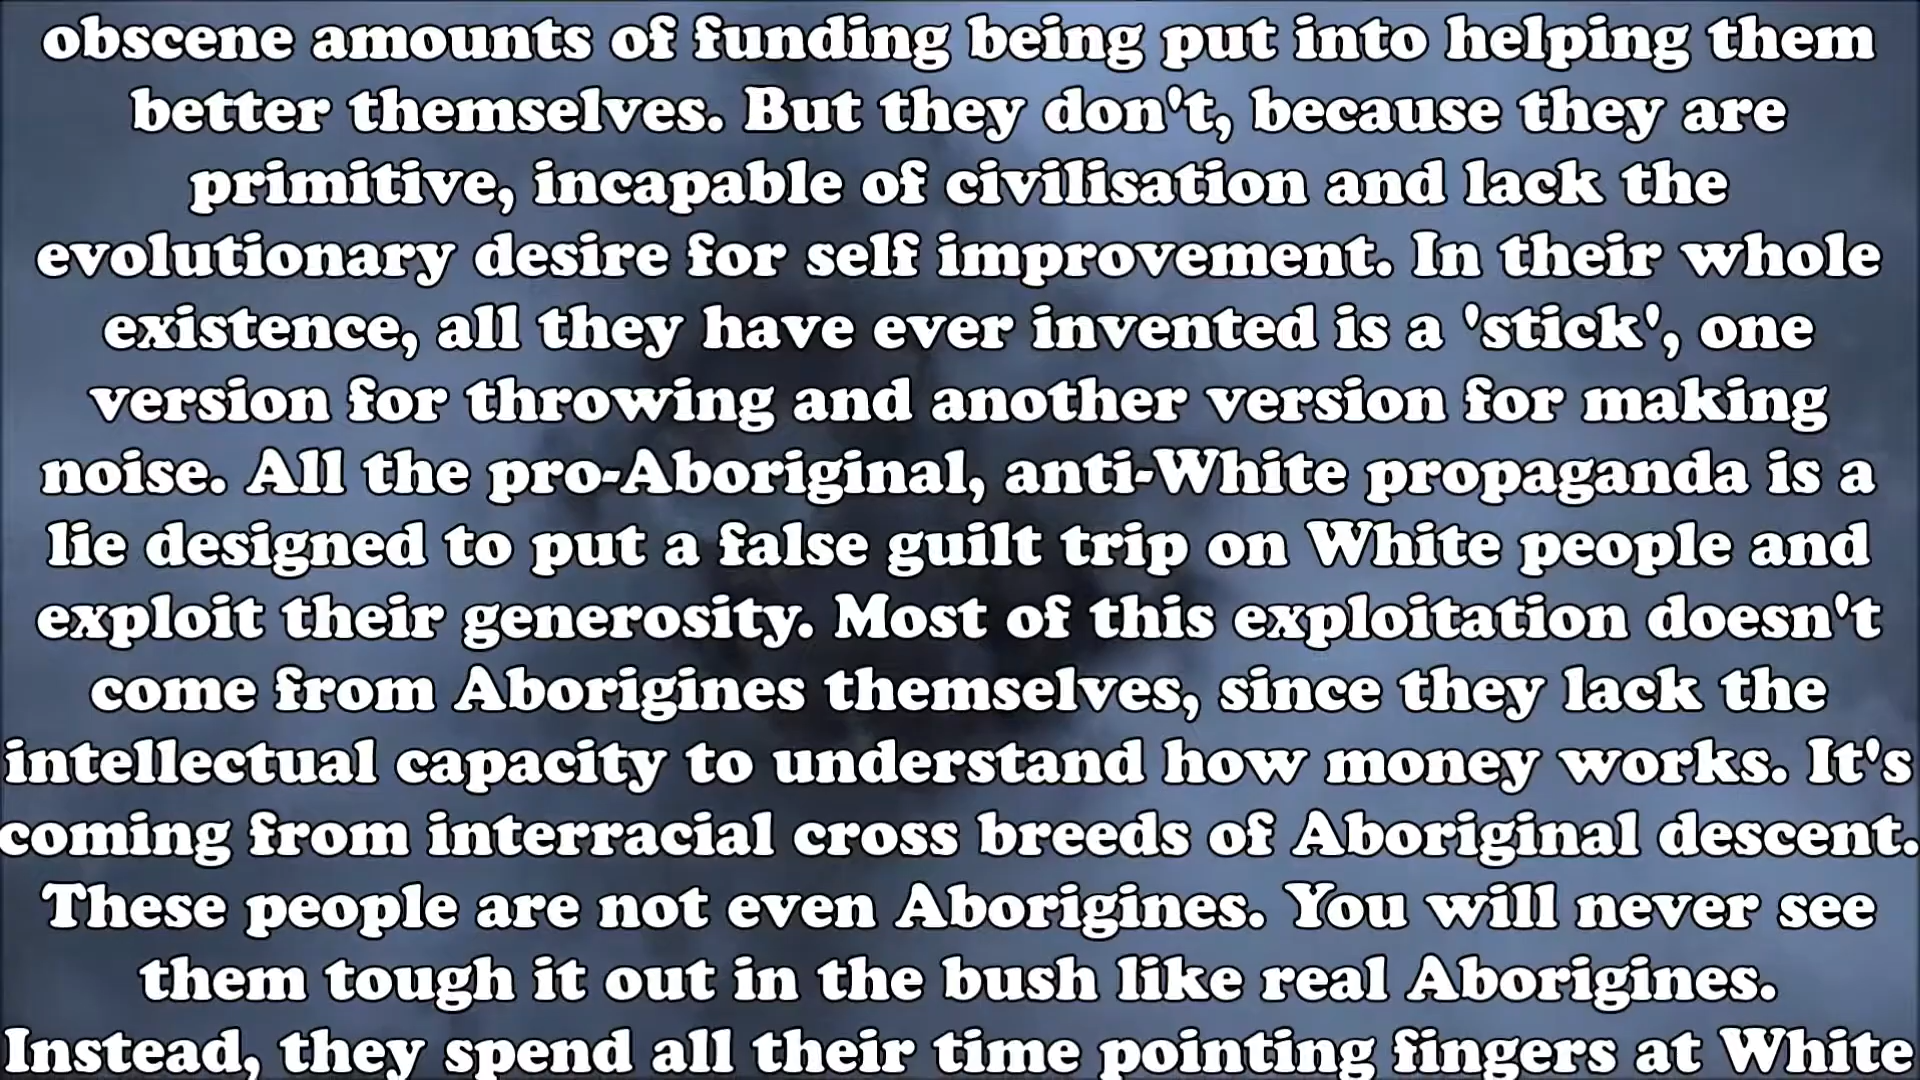 obscene amounts of funding being put into helping them
better themselves. But they don't, because they are
primitive, incapable of civilisation and lack the
evolutionary desire for self improvement. In their whole
existence, all they have ever invented is a 'stick', one
version for throwing and another version for making
noise. All the pro-Aboriginal, anti-White propaganda is a
lie designed to put a false guilt trip on White people and
exploit their generosity. Most of this exploitation doesn't
come from Aborigines themselves, since they lack the
intellectual capacity to understand how money works. It's
coming from interracial cross breeds of Aboriginal descent.
These people are not even Aborigines. You will never see
them tough it out in the bush like real Aborigines.
Instead, they spend all their time pointing fingers at White